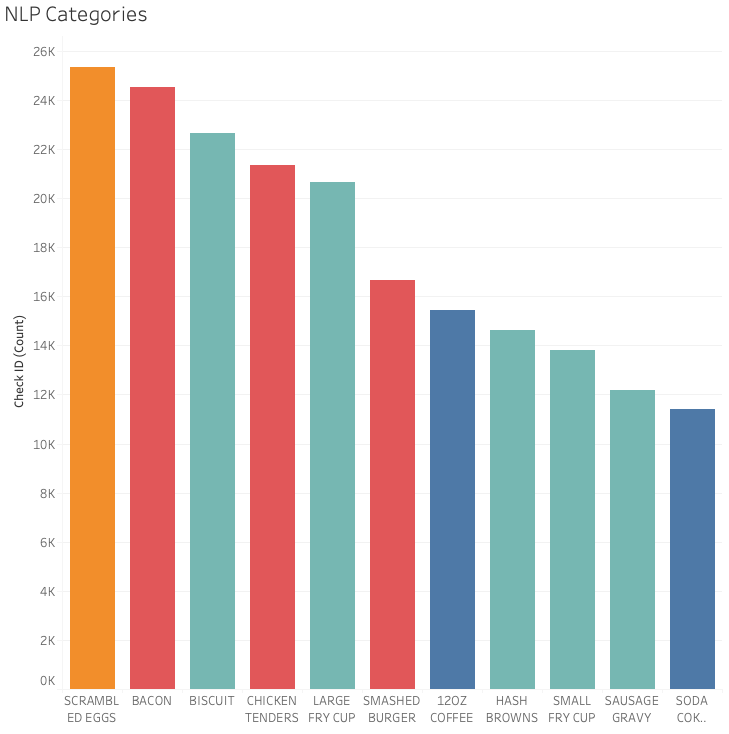 NLP Categories
26K
24K
22K
20K
18K
16K
14K
12K
10K
8K
6K
4K
2K
0K
Check ID (Count)
SCRAMBL
ED EGGS
BACON
BISCUIT
CHICKEN
TENDERS
LARGE
FRY CUP
SMASHED
BURGER
12OZ
COFFEE
HASH
BROWNS
SMALL
FRY CUP
SAUSAGE
GRAVY
SODA
COK..